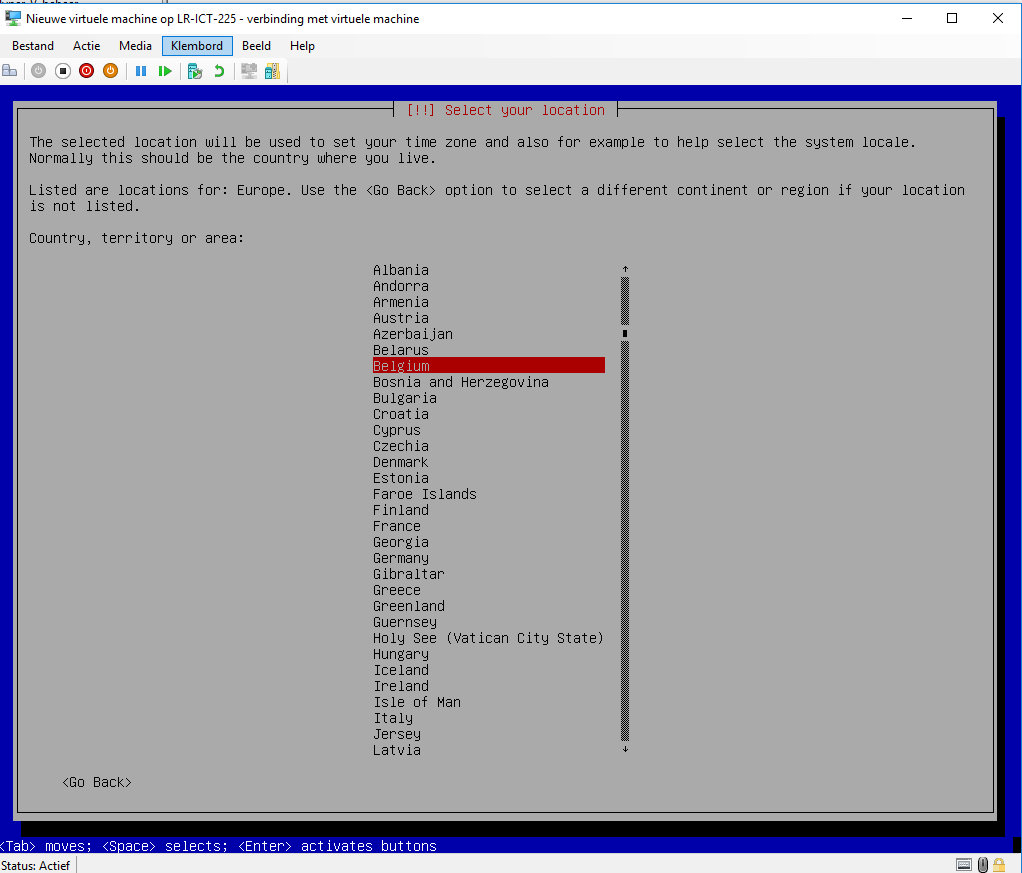 Nieuwe virtuele machine op LR-ICT-225 - verbinding met virtuele machine
Bestand Actie Media Klembord Beeld Help
[!!] Select your location
The selected location will be used to set your time zone and also for example to help select the system locale.
Normally this should be the country where you live.
Listed are locations for: Europe. Use the <Go Back> option to select a different continent or region if your location
is not listed.
Country, territory or area:
Albania
Andorra
Armenia
Austria
Azerbaijan
Belarus
Belgium
Bosnia and Herzegovina
Bulgaria
Croatia
Cyprus
Czechia
Denmark
Estonia
Faroe Islands
Finland
France
Georgia
Germany
Gibraltar
Greece
Greenland
Guernsey
Holy See (Vatican City State)
Hungary
Iceland
Ireland
Isle of Man
Italy
Jersey
Latvia
<Go Back>
<Tab> moves; <Space> selects; <Enter> activates buttons
Status: Actief